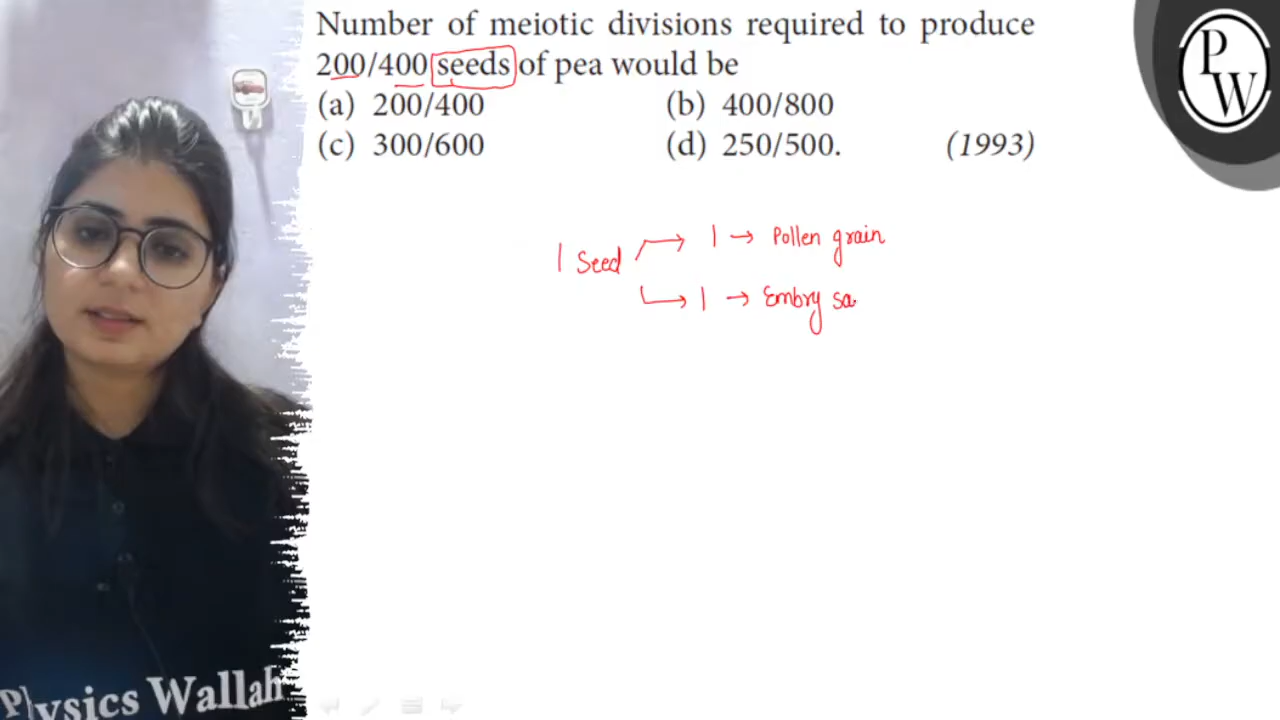 Number of meiotic divisions required to produce
200/400 seeds of pea would be
(a) 200/400 (b) 400/800
(c) 300/600 (d) 250/500. (1993)
P
W
1 Seed → 1 → Pollen grain
→ 1 → Embry sa
Physics Wallah